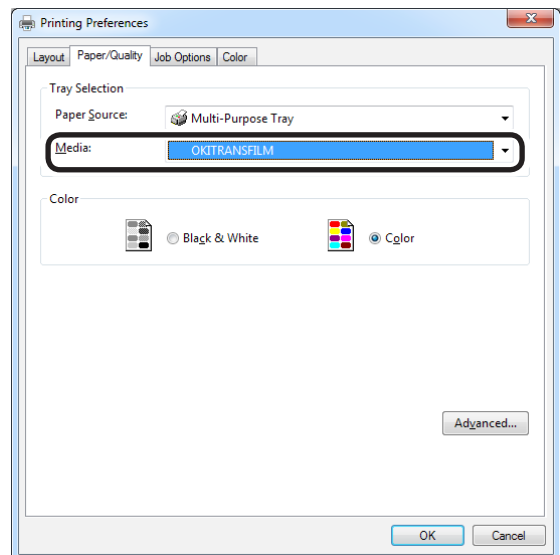 Printing Preferences
Layout Paper/Quality Job Options Color
Tray Selection
Paper Source: Multi-Purpose Tray
Media: OKITRANSFILM
Color
Black & White Color
Advanced...
OK Cancel